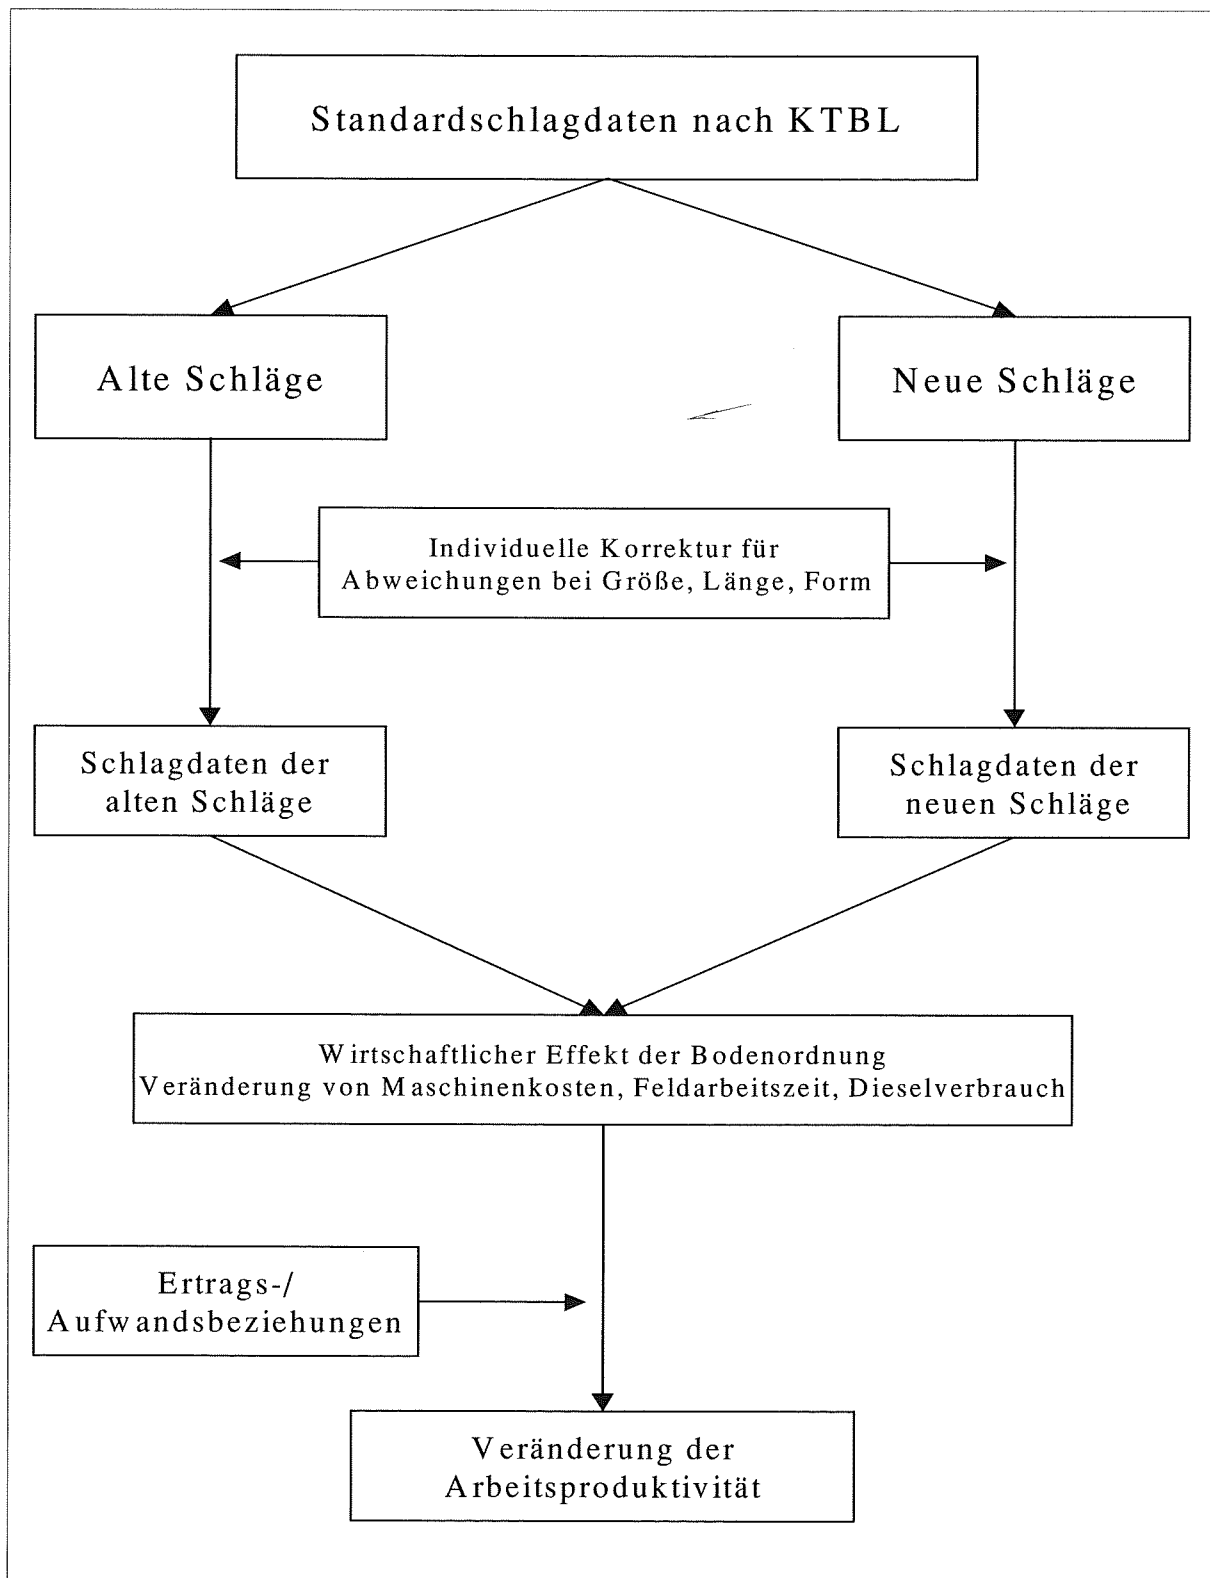 Standardschlagdaten nach KTBL
Alte Schläge
Neue Schläge
Individuelle Korrektur für
Abweichungen bei Größe, Länge, Form
Schlagdaten der
alten Schläge
Schlagdaten der
neuen Schläge
Wirtschaftlicher Effekt der Bodenordnung
Veränderung von Maschinenkosten, Feldarbeitszeit, Dieselverbrauch
Ertrags-/
Aufwandsbeziehungen
Veränderung der
Arbeitsproduktivität